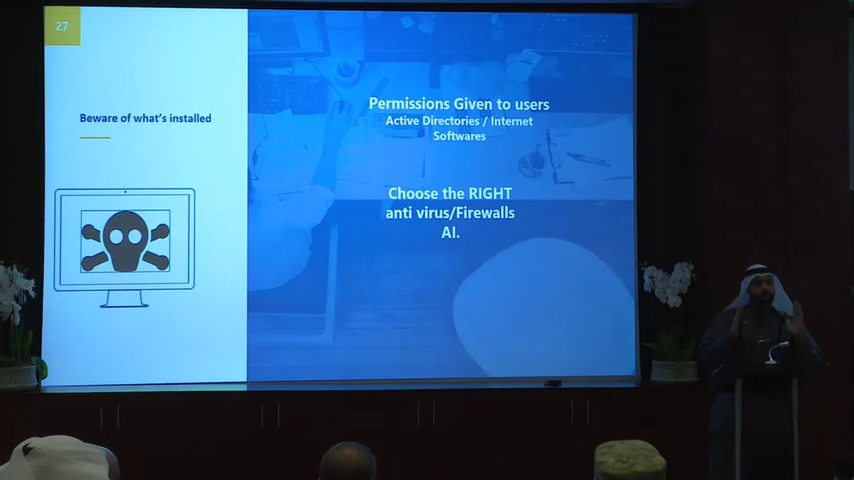 27
Beware of what's installed
Permissions Given to users
Active Directories / Internet
Softwares
Choose the RIGHT
anti virus/Firewalls
AI.